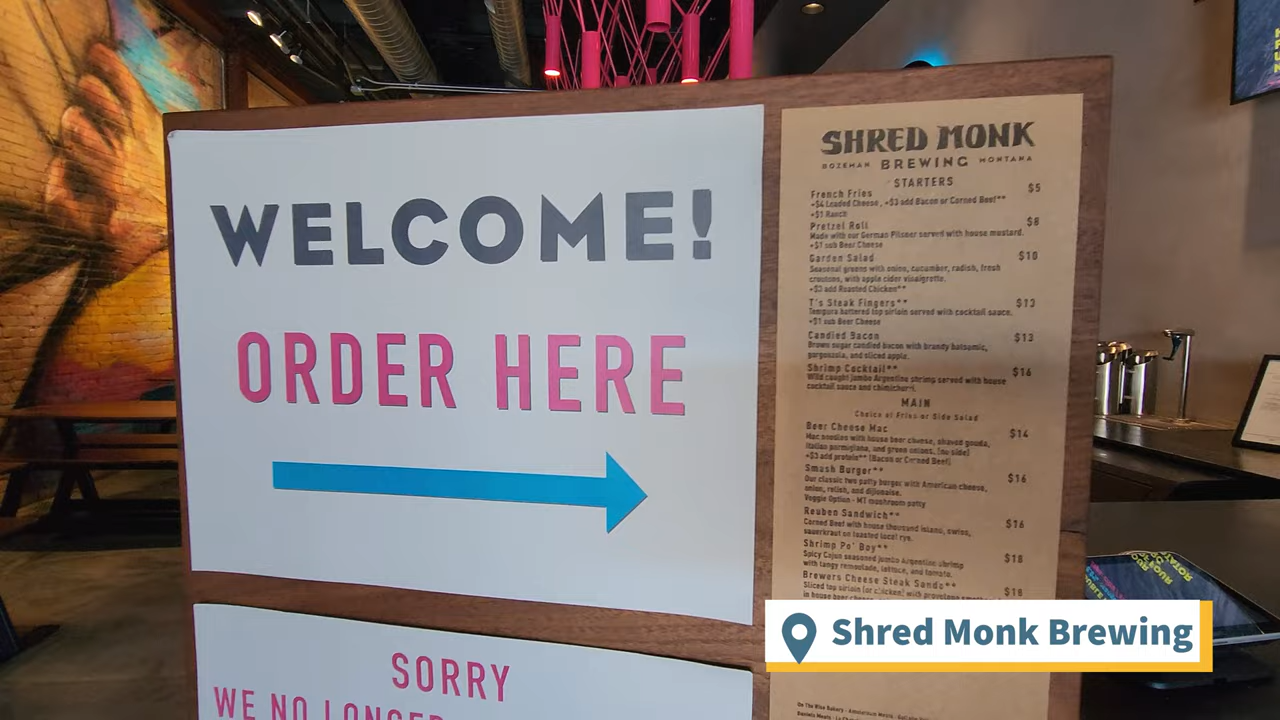 WELCOME!
ORDER HERE
SORRY
WE NO LONGER
SHRED MONK
BOZEMAN BREWING MONTANA
STARTERS
French Fries $5
+$4 Loaded Cheese, +$3 add Bacon or Corned Beef**
+$1 Ranch
Pretzel Roll $8
Made with our German Pilsner served with house mustard.
+$1 sub Beer Cheese
Garden Salad $10
Seasonal greens with onion, cucumber, radish, fresh
croutons, with apple cider vinaigrette.
+$3 add Roasted Chicken**
T's Steak Fingers** $13
Tempura battered top sirloin served with cocktail sauce.
+$1 sub Beer Cheese
Candied Bacon $13
Brown sugar candied bacon with brandy balsamic,
gorgonzola, and sliced apple.
Shrimp Cocktail** $16
Wild caught jumbo Argentine shrimp served with house
cocktail sauce and chimichurri.
MAIN
Choice of Fries or Side Salad
Beer Cheese Mac $14
Mac noodles with house beer cheese, shaved gouda,
italian parmigiana, and green onions. (no side)
+$3 add protein** (Bacon or Corned Beef)
Smash Burger** $16
Our classic two patty burger with American cheese,
onion, relish, and dijonaise.
Veggie Option - MT mushroom patty
Reuben Sandwich** $16
Corned Beef with house thousand island, swiss,
sauerkraut on toasted local rye.
Shrimp Po' Boy** $18
Spicy Cajun seasoned jumbo Argentine shrimp
with tangy remoulade, lettuce, and tomato.
Brewers Cheese Steak Sando** $18
Sliced top sirloin (or chicken) with provolone
in house beer cheese
Shred Monk Brewing